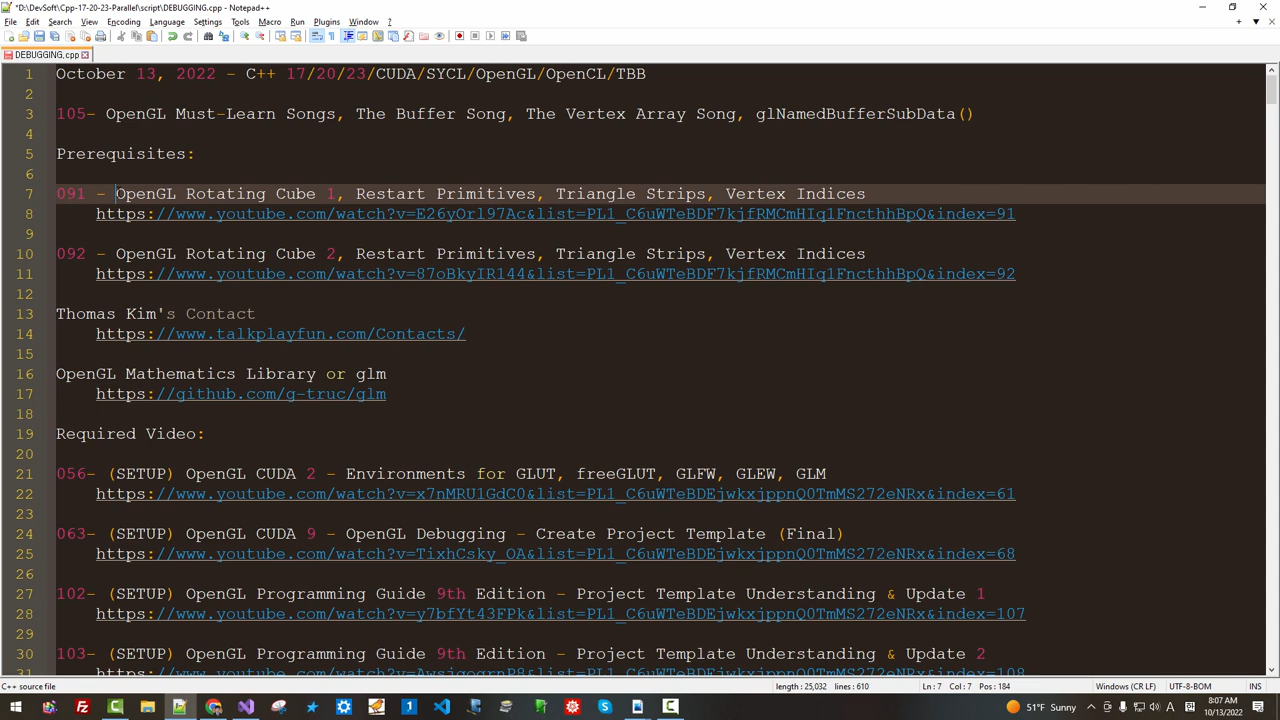 *D:\DevSoft\Cpp-17-20-23-Parallel\script\DEBUGGING.cpp - Notepad++
File Edit Search View Encoding Language Settings Tools Macro Run Plugins Window ?
DEBUGGING.cpp
1 October 13, 2022 - C++ 17/20/23/CUDA/SYCL/OpenGL/OpenCL/TBB
2
3 105- OpenGL Must-Learn Songs, The Buffer Song, The Vertex Array Song, glNamedBufferSubData()
4
5 Prerequisites:
6
7 091 - OpenGL Rotating Cube 1, Restart Primitives, Triangle Strips, Vertex Indices
8 https://www.youtube.com/watch?v=E26yOrl97Ac&list=PL1_C6uWTeBDF7kjfRMCmHIq1FncthhBpQ&index=91
9
10 092 - OpenGL Rotating Cube 2, Restart Primitives, Triangle Strips, Vertex Indices
11 https://www.youtube.com/watch?v=87oBkyIR144&list=PL1_C6uWTeBDF7kjfRMCmHIq1FncthhBpQ&index=92
12
13 Thomas Kim's Contact
14 https://www.talkplayfun.com/Contacts/
15
16 OpenGL Mathematics Library or glm
17 https://github.com/g-truc/glm
18
19 Required Video:
20
21 056- (SETUP) OpenGL CUDA 2 - Environments for GLUT, freeGLUT, GLFW, GLEW, GLM
22 https://www.youtube.com/watch?v=x7nMRU1GdC0&list=PL1_C6uWTeBDEjwkxjppnQ0TmMS272eNRx&index=61
23
24 063- (SETUP) OpenGL CUDA 9 - OpenGL Debugging - Create Project Template (Final)
25 https://www.youtube.com/watch?v=TixhCsky_OA&list=PL1_C6uWTeBDEjwkxjppnQ0TmMS272eNRx&index=68
26
27 102- (SETUP) OpenGL Programming Guide 9th Edition - Project Template Understanding & Update 1
28 https://www.youtube.com/watch?v=y7bfYt43FPk&list=PL1_C6uWTeBDEjwkxjppnQ0TmMS272eNRx&index=107
29
30 103- (SETUP) OpenGL Programming Guide 9th Edition - Project Template Understanding & Update 2
31
C++ source file length : 25,032 lines : 610 Ln : 7 Col : 7 Pos : 184 Windows (CR LF) UTF-8-BOM INS
51°F Sunny 8:07 AM
10/13/2022